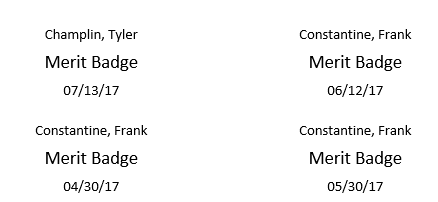 Champlin, Tyler
Merit Badge
07/13/17
Constantine, Frank
Merit Badge
06/12/17
Constantine, Frank
Merit Badge
04/30/17
Constantine, Frank
Merit Badge
05/30/17